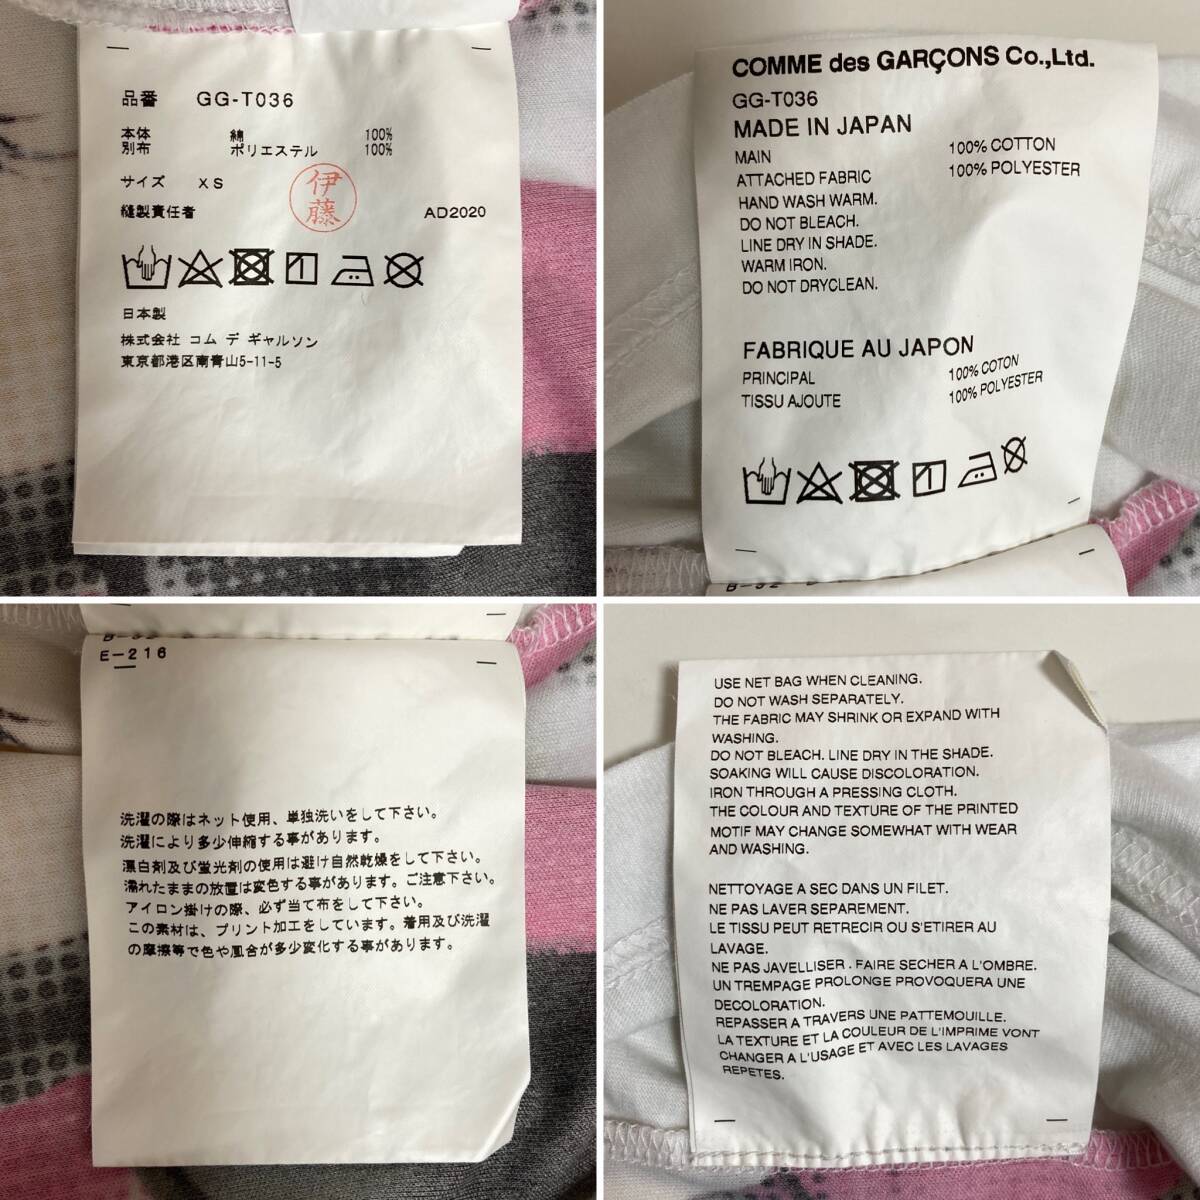 品番 GG-T036
本体 綿 100%
別布 ポリエステル 100%
サイズ XS
伊藤
縫製責任者 AD2020
日本製
株式会社 コム デ ギャルソン
東京都港区南青山5-11-5
COMME des GARÇONS Co.,Ltd.
GG-T036
MADE IN JAPAN
MAIN 100% COTTON
ATTACHED FABRIC 100% POLYESTER
HAND WASH WARM.
DO NOT BLEACH.
LINE DRY IN SHADE.
WARM IRON.
DO NOT DRYCLEAN.
FABRIQUE AU JAPON
PRINCIPAL 100% COTON
TISSU AJOUTE 100% POLYESTER
E-216
洗濯の際はネット使用、単独洗いをして下さい。
洗濯により多少伸縮する事があります。
漂白剤及び蛍光剤の使用は避け自然乾燥をして下さい。
濡れたままの放置は変色する事があります。ご注意下さい。
アイロン掛けの際、必ず当て布をして下さい。
この素材は、プリント加工をしています。着用及び洗濯
の摩擦等で色や風合が多少変化する事があります。
USE NET BAG WHEN CLEANING.
DO NOT WASH SEPARATELY.
THE FABRIC MAY SHRINK OR EXPAND WITH
WASHING.
DO NOT BLEACH. LINE DRY IN THE SHADE.
SOAKING WILL CAUSE DISCOLORATION.
IRON THROUGH A PRESSING CLOTH.
THE COLOUR AND TEXTURE OF THE PRINTED
MOTIF MAY CHANGE SOMEWHAT WITH WEAR
AND WASHING.
NETTOYAGE A SEC DANS UN FILET.
NE PAS LAVER SEPAREMENT.
LE TISSU PEUT RETRECIR OU S'ETIRER AU
LAVAGE.
NE PAS JAVELLISER . FAIRE SECHER A L'OMBRE.
UN TREMPAGE PROLONGE PROVOQUERA UNE
DECOLORATION.
REPASSER A TRAVERS UNE PATTEMOUILLE.
LA TEXTURE ET LA COULEUR DE L'IMPRIME VONT
CHANGER A L'USAGE ET AVEC LES LAVAGES
REPETES.